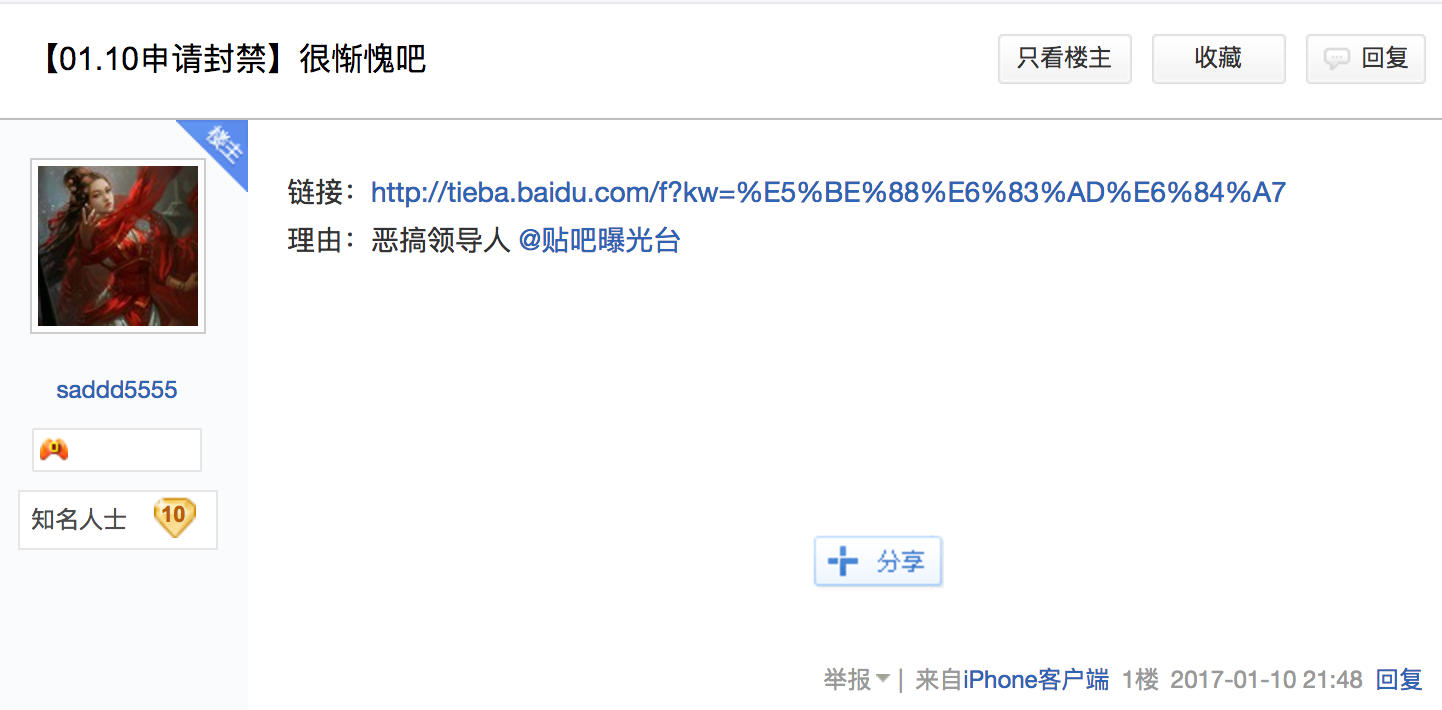 【01.10申请封禁】很惭愧吧
只看楼主
收藏
回复
楼主
链接：http://tieba.baidu.com/f?kw=%E5%BE%88%E6%83%AD%E6%84%A7
理由：恶搞领导人 @贴吧曝光台
saddd5555
知名人士 10
分享
举报 | 来自iPhone客户端 1楼 2017-01-10 21:48 回复